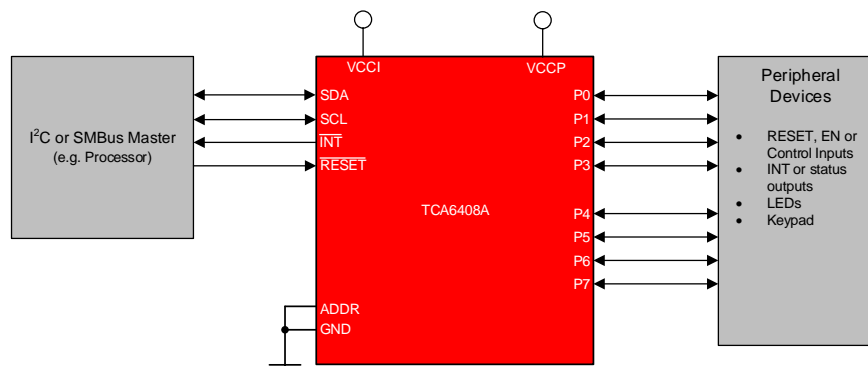 VCCI
VCCP
I²C or SMBus Master
(e.g. Processor)
SDA
SCL
INT
RESET
TCA6408A
ADDR
GND
P0
P1
P2
P3
P4
P5
P6
P7
Peripheral
Devices
• RESET, EN or
Control Inputs
• INT or status
outputs
• LEDs
• Keypad